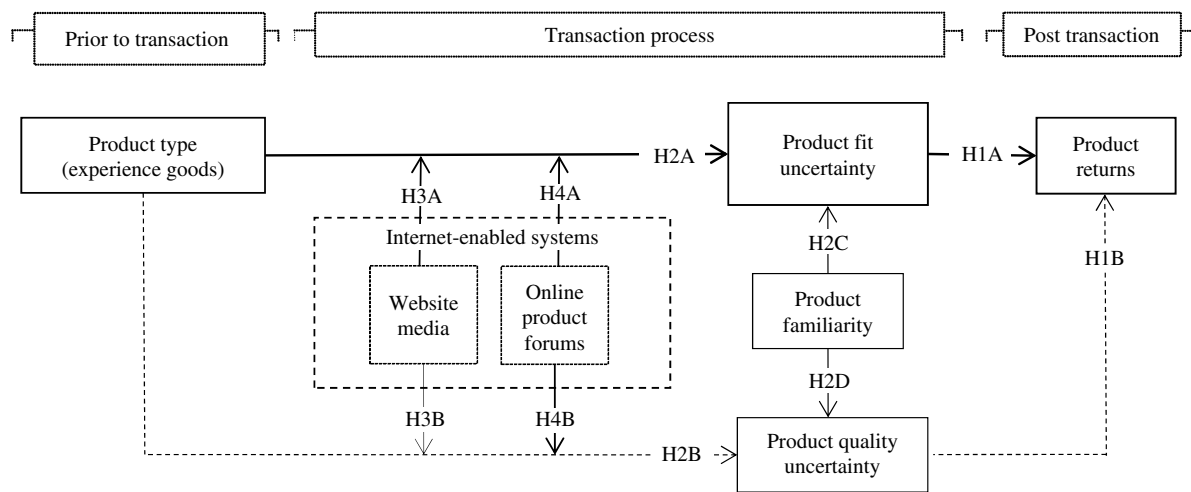 Prior to transaction
Transaction process
Post transaction
Product type
(experience goods)
H2A
Product fit
uncertainty
H1A
Product
returns
H3A
H4A
Internet-enabled systems
H2C
H1B
Website
media
Online
product
forums
Product
familiarity
H2D
H3B
H4B
H2B
Product quality
uncertainty